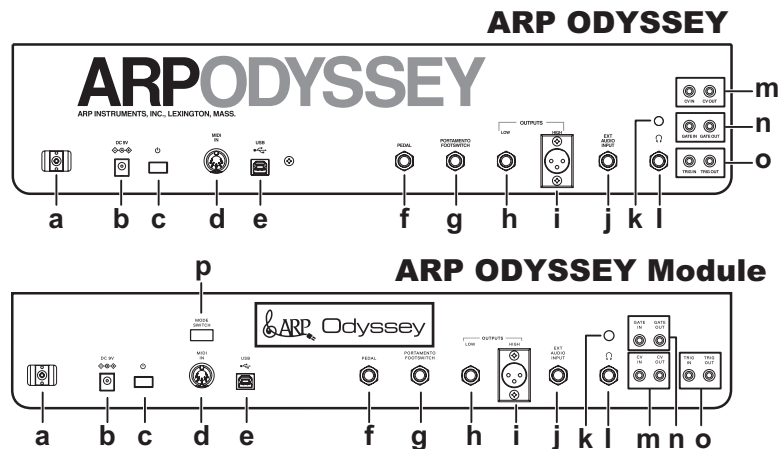 ARP ODYSSEY
ARPODYSSEY
ARP INSTRUMENTS, INC., LEXINGTON, MASS.
DC 9V
MIDI IN
USB
PEDAL
PORTAMENTO FOOTSWITCH
OUTPUTS
LOW
HIGH
EXT AUDIO INPUT
CV IN CV OUT
GATE IN GATE OUT
TRIG IN TRIG OUT
m
n
o
a b c d e f g h i j k l
ARP ODYSSEY Module
p
MODE SWITCH
ARP Odyssey
DC 9V
MIDI IN
USB
PEDAL
PORTAMENTO FOOTSWITCH
OUTPUTS
LOW
HIGH
EXT AUDIO INPUT
GATE IN GATE OUT
CV IN CV OUT
TRIG IN TRIG OUT
a b c d e f g h i j k l m n o